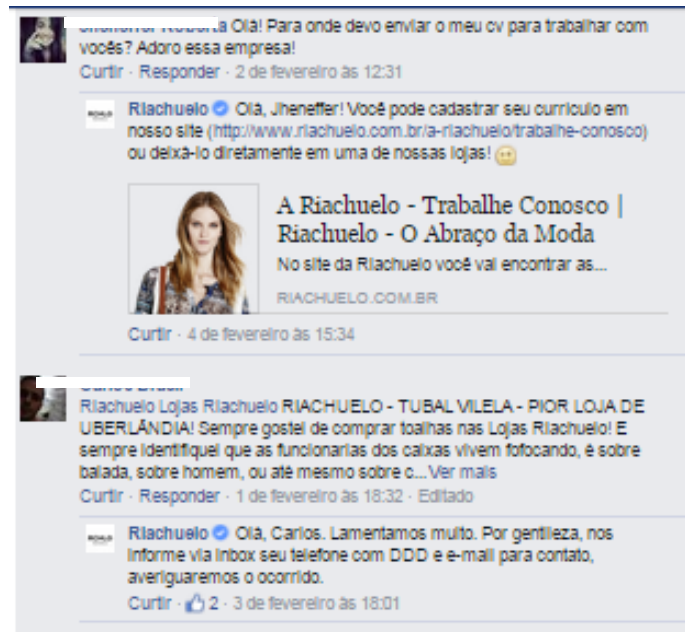 Olá! Para onde devo enviar o meu cv para trabalhar com
vocês? Adoro essa empresa!
Curtir · Responder · 2 de fevereiro às 12:31
Riachuelo Olá, Jheneffer! Você pode cadastrar seu currículo em
nosso site (http://www.riachuelo.com.br/a-riachuelo/trabalhe-conosco)
ou deixá-lo diretamente em uma de nossas lojas!
A Riachuelo - Trabalhe Conosco |
Riachuelo - O Abraço da Moda
No site da Riachuelo você vai encontrar as...
RIACHUELO.COM.BR
Curtir · 4 de fevereiro às 15:34
Riachuelo Lojas Riachuelo RIACHUELO - TUBAL VILELA - PIOR LOJA DE
UBERLÂNDIA! Sempre gostei de comprar toalhas nas Lojas Riachuelo! E
sempre identifiquei que as funcionarias dos caixas vivem fofocando, é sobre
balada, sobre homem, ou até mesmo sobre c... Ver mais
Curtir · Responder · 1 de fevereiro às 18:32 · Editado
Riachuelo Olá, Carlos. Lamentamos muito. Por gentileza, nos
informe via inbox seu telefone com DDD e e-mail para contato,
averiguaremos o ocorrido.
Curtir · 2 · 3 de fevereiro às 18:01